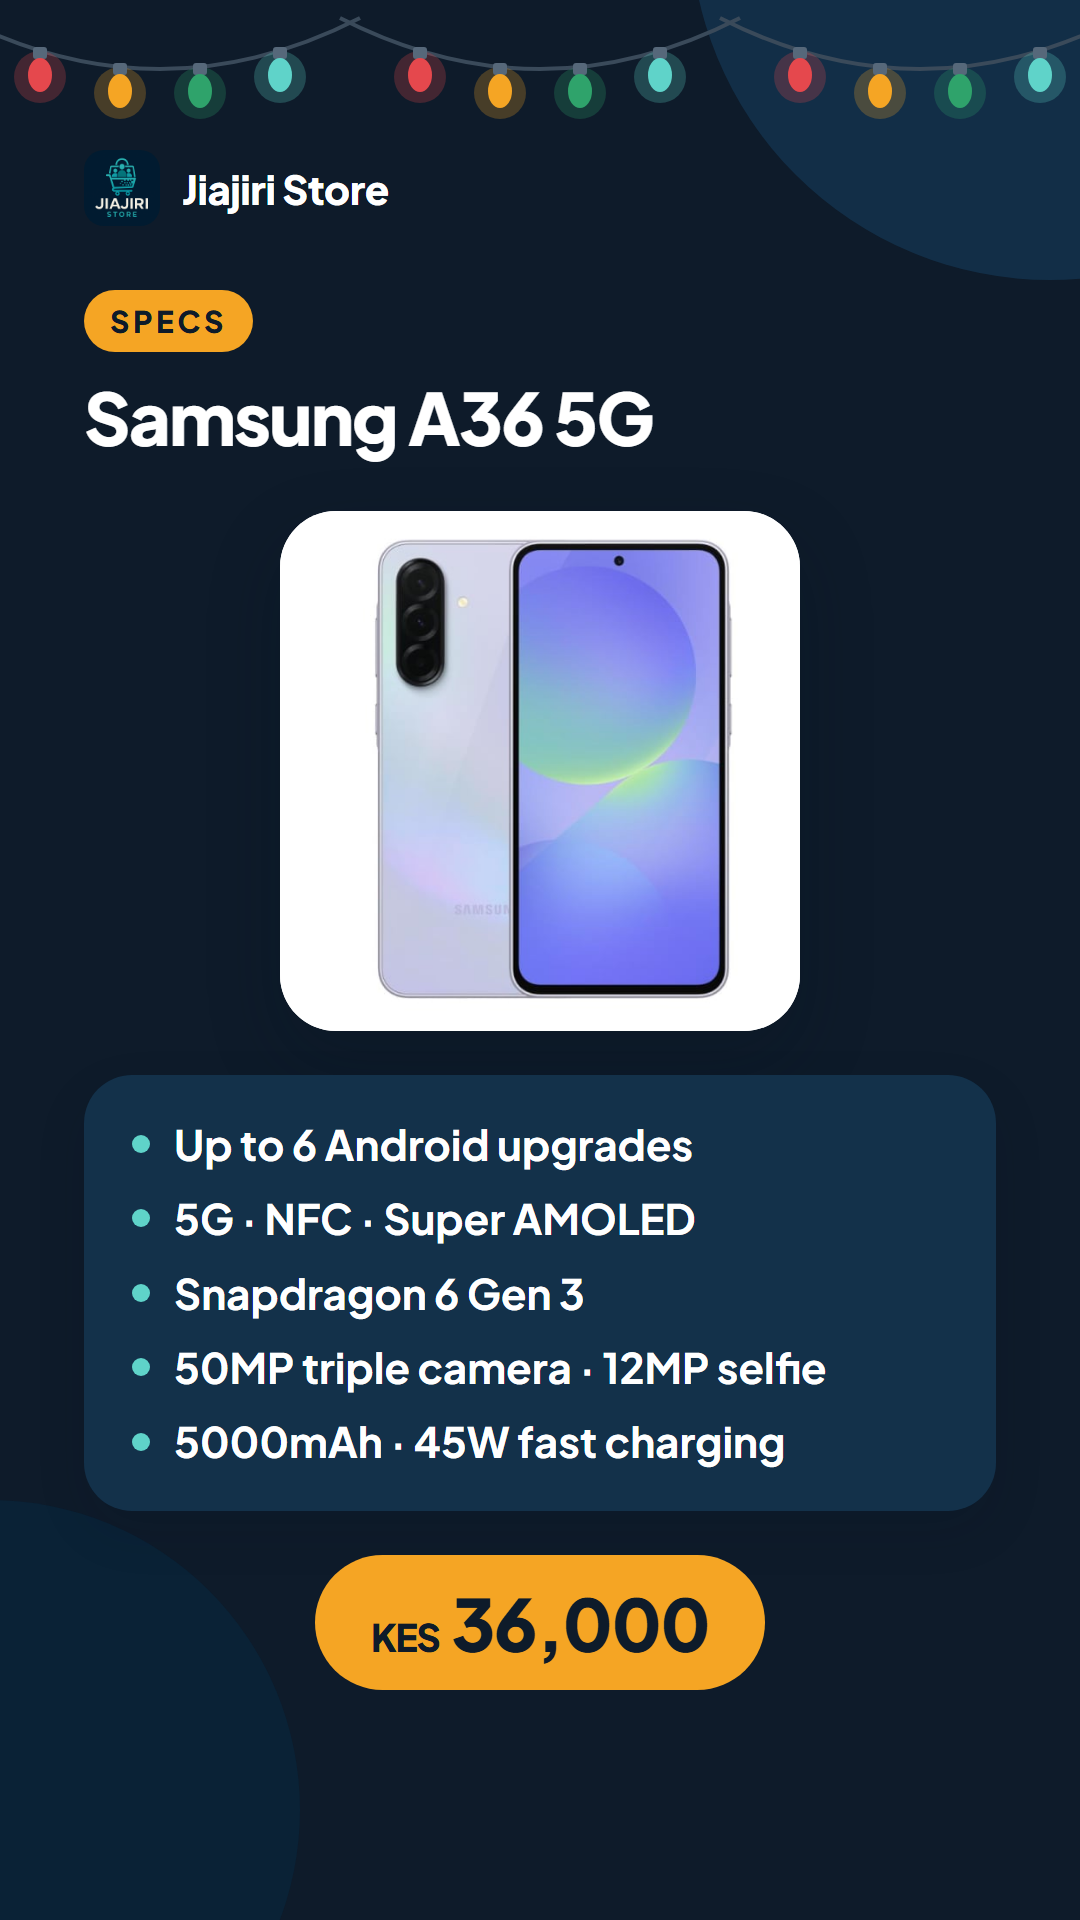 JIAJIRI
STORE
Jiajiri Store
SPECS
Samsung A36 5G
SAMSUN
Up to 6 Android upgrades
5G · NFC · Super AMOLED
Snapdragon 6 Gen 3
50MP triple camera · 12MP selfie
5000mAh · 45W fast charging
KES 36,000